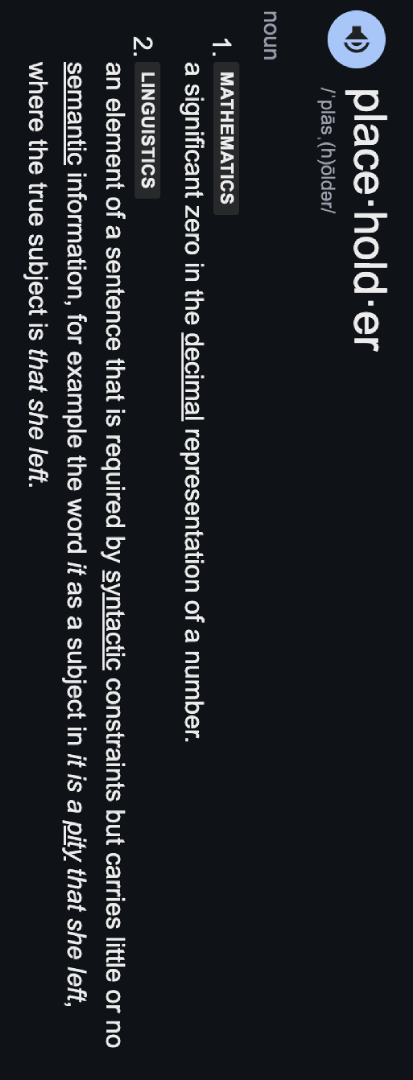 place·hold·er
/ˈplāsˌ(h)ōldər/
noun
1. MATHEMATICS
a significant zero in the decimal representation of a number.
2. LINGUISTICS
an element of a sentence that is required by syntactic constraints but carries little or no
semantic information, for example the word it as a subject in it is a pity that she left,
where the true subject is that she left.